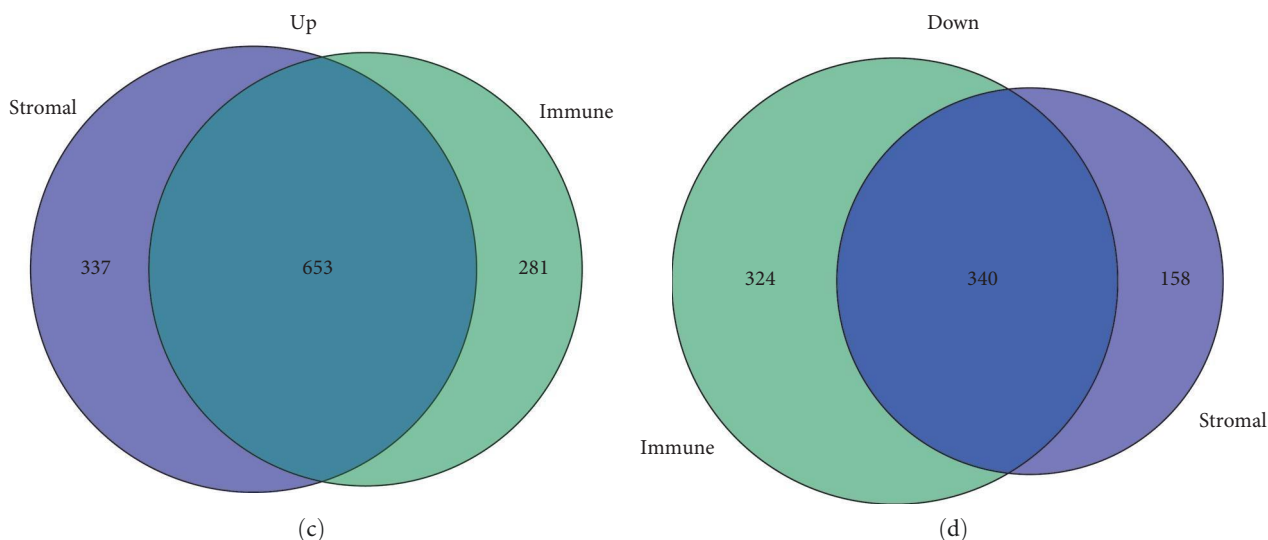 Up
Stromal
Immune
337
653
281
(c)
Down
324
340
158
Stromal
Immune
(d)